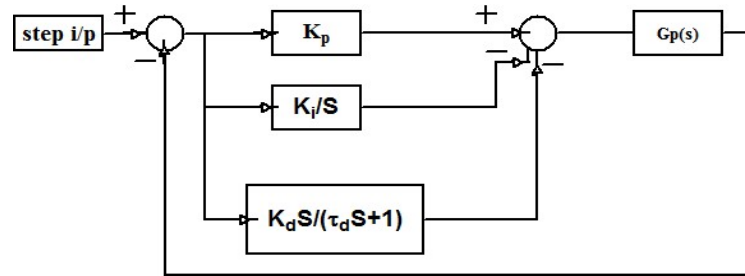 + + K_p
step i/p Gp(s)
− − −
K_i/S
K_dS/(τ_dS+1)